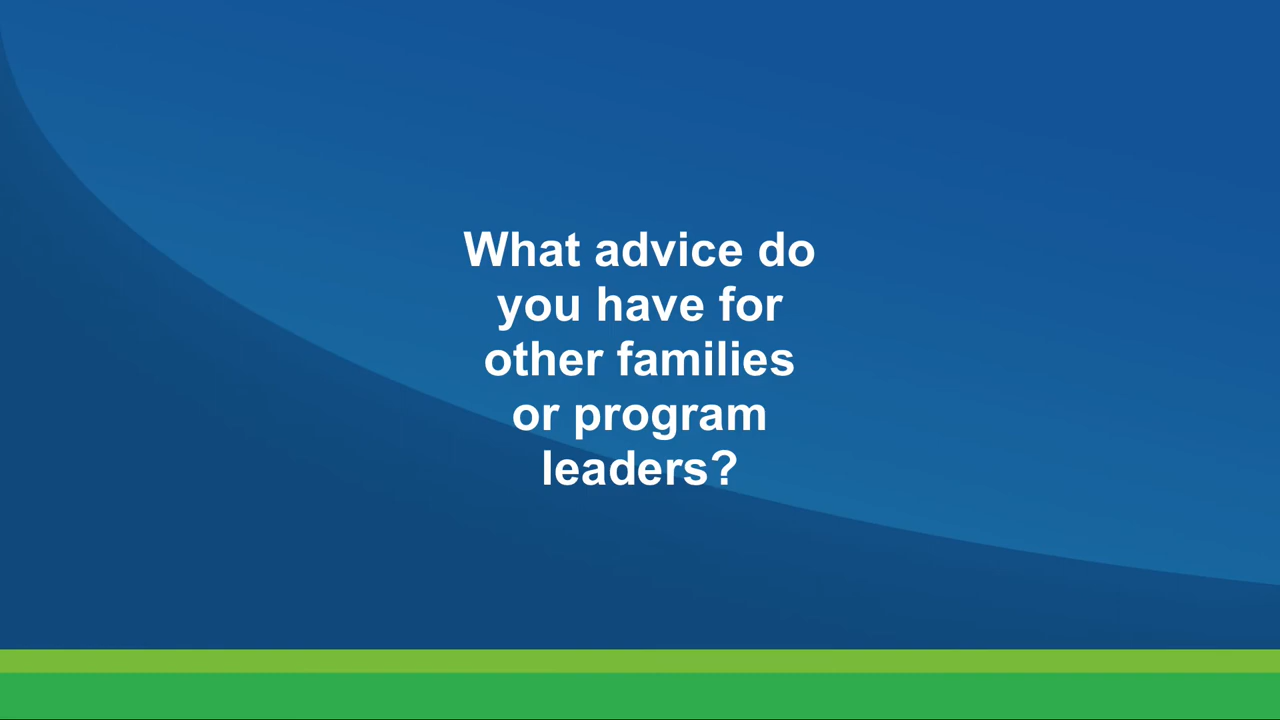 What advice do
you have for
other families
or program
leaders?